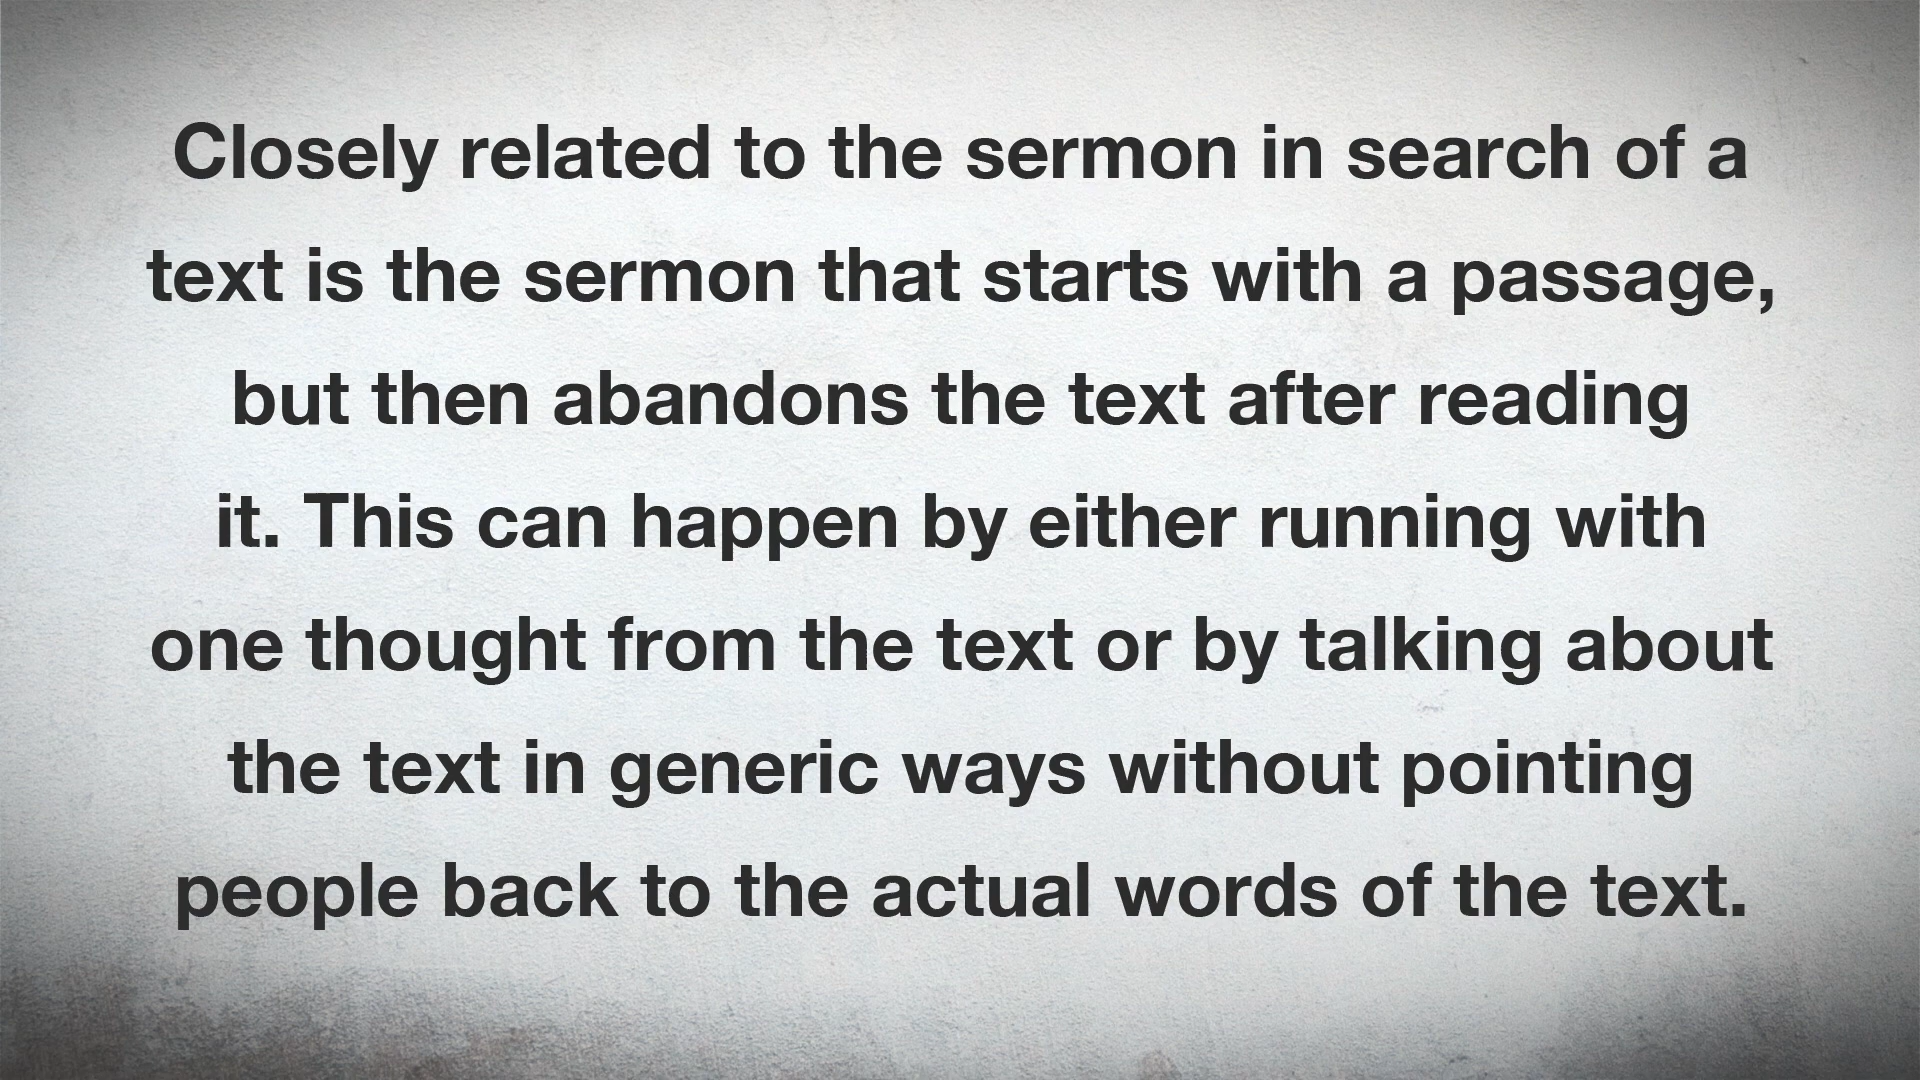 Closely related to the sermon in search of a
text is the sermon that starts with a passage,
but then abandons the text after reading
it. This can happen by either running with
one thought from the text or by talking about
the text in generic ways without pointing
people back to the actual words of the text.